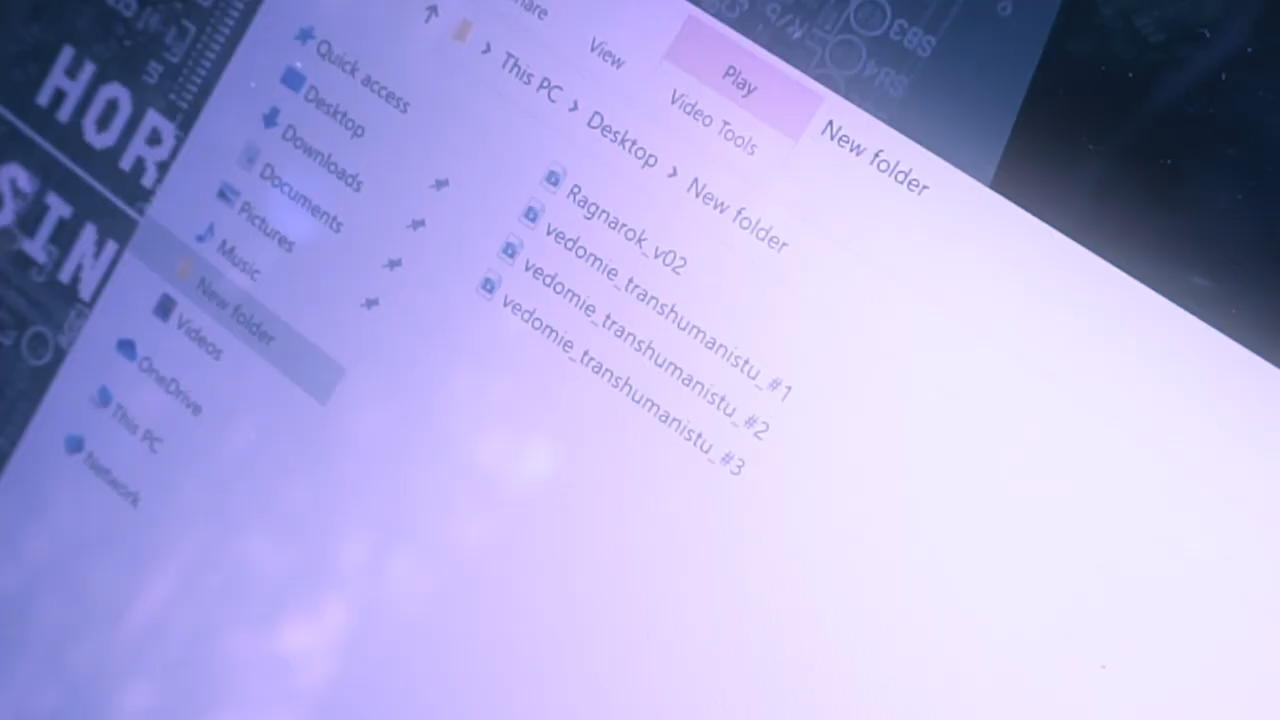 View
Play
Video Tools
New folder
This PC › Desktop › New folder
Quick access
Desktop
Downloads
Documents
Pictures
Music
New folder
Videos
OneDrive
This PC
Network
Ragnarok_v02
vedomie_transhumanistu_#1
vedomie_transhumanistu_#2
vedomie_transhumanistu_#3
HOR
SIN